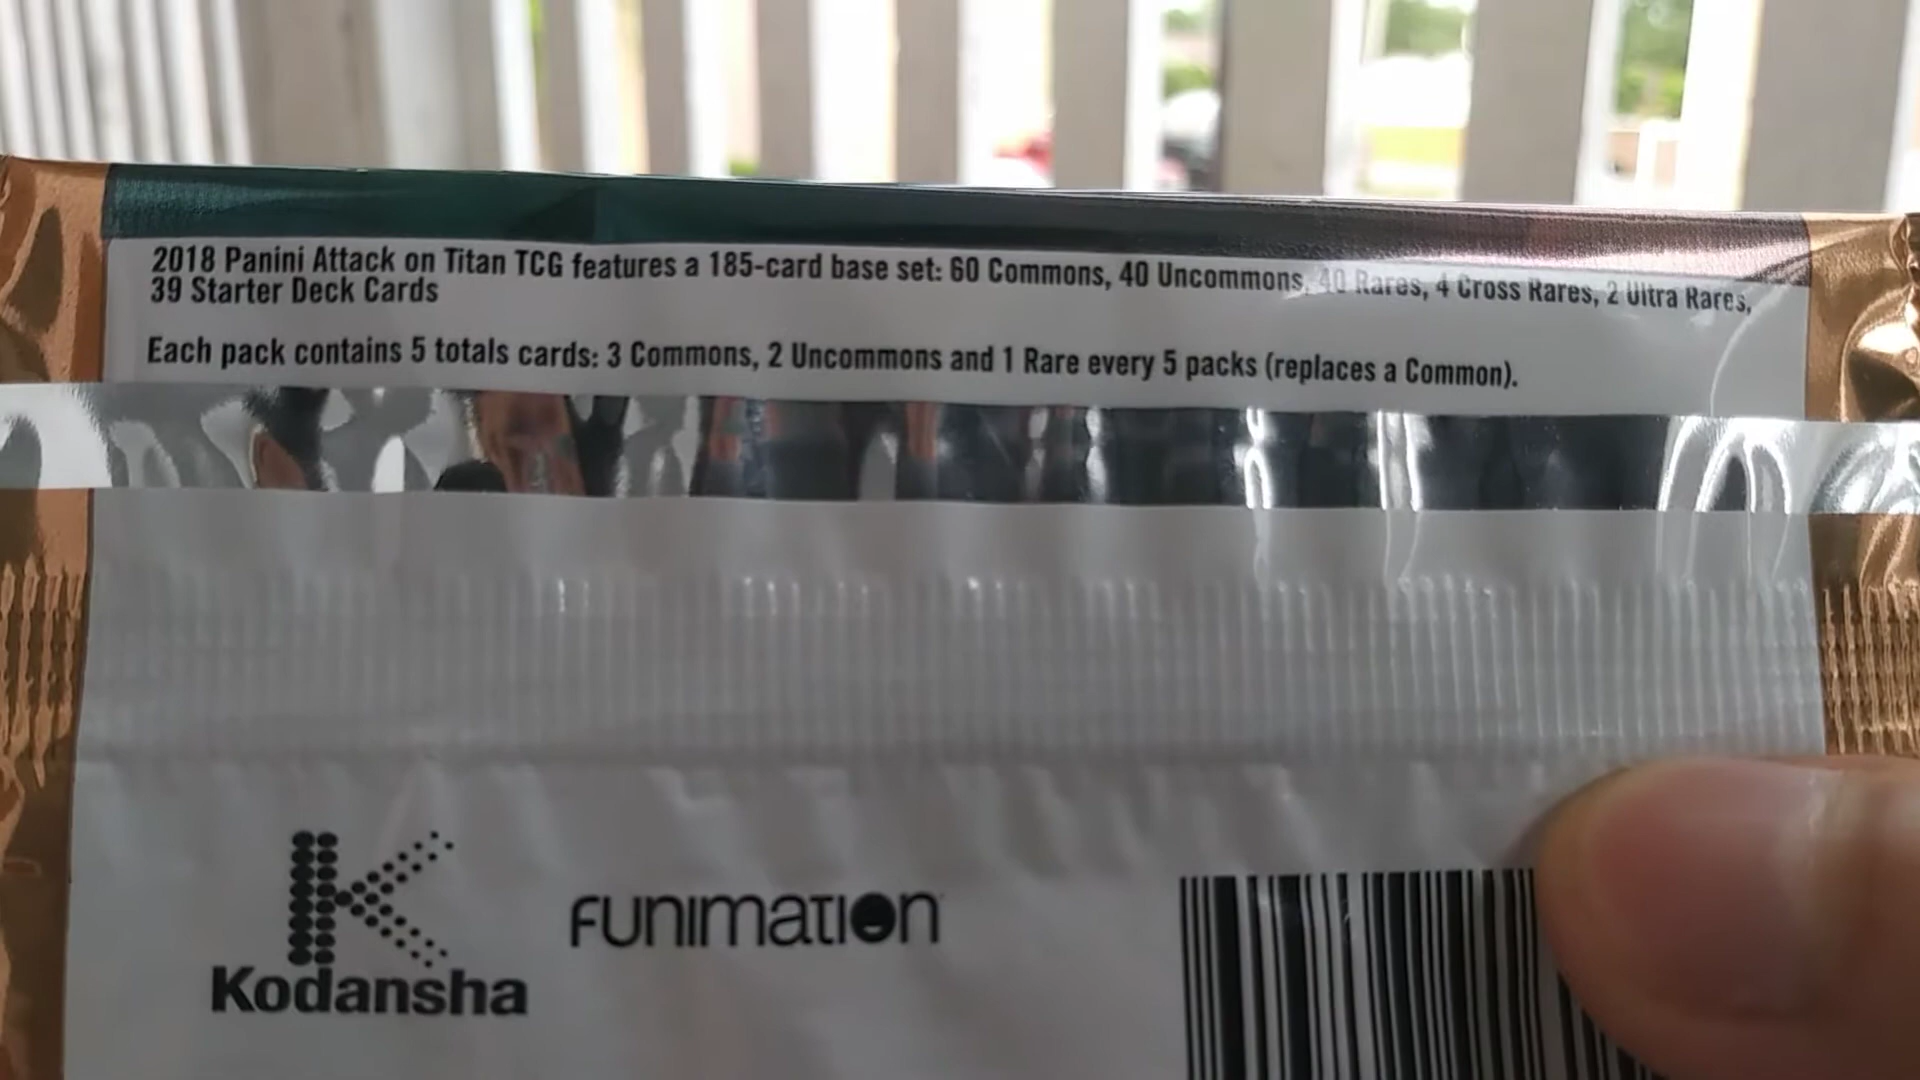 2018 Panini Attack on Titan TCG features a 185-card base set: 60 Commons, 40 Uncommons, 40 Rares, 4 Cross Rares, 2 Ultra Rares,
39 Starter Deck Cards
Each pack contains 5 totals cards: 3 Commons, 2 Uncommons and 1 Rare every 5 packs (replaces a Common).
Kodansha
Funimation